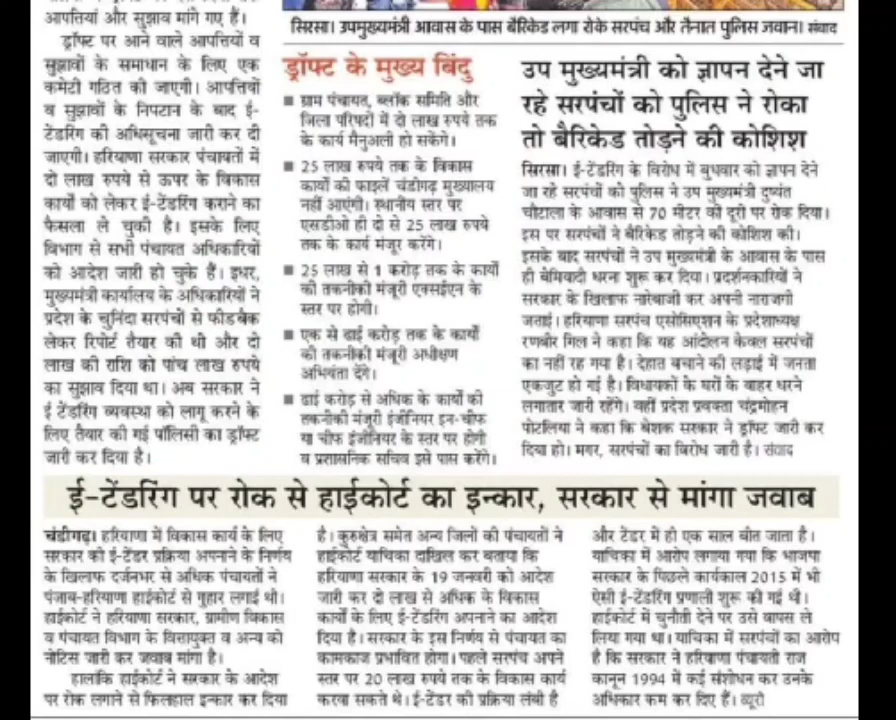 आपत्तियां और सुझाव मांगे गए हैं।
ड्रॉफ्ट पर आने वाले आपत्तियों व
सुझावों के समाधान के लिए एक
कमेटी गठित की जाएगी। आपत्तियों
व सुझावों के निपटान के बाद ई-
टेंडरिंग की अधिसूचना जारी कर दी
जाएगी। हरियाणा सरकार पंचायतों में
दो लाख रुपये से ऊपर के विकास
कार्यों को लेकर ई-टेंडरिंग कराने का
फैसला ले चुकी है। इसके लिए
विभाग से सभी पंचायत अधिकारियों
को आदेश जारी हो चुके हैं। इधर,
मुख्यमंत्री कार्यालय के अधिकारियों ने
प्रदेश के चुनिंदा सरपंचों से फीडबैक
लेकर रिपोर्ट तैयार की थी और दो
लाख की राशि को पांच लाख रुपये
का सुझाव दिया था। अब सरकार ने
ई टेंडरिंग व्यवस्था को लागू करने के
लिए तैयार की गई पॉलिसी का ड्रॉफ्ट
जारी कर दिया है।
सिरसा। उपमुख्यमंत्री आवास के पास बैरिकेड लगा रोके सरपंच और तैनात पुलिस जवान। संवाद
ड्रॉफ्ट के मुख्य बिंदु
■ ग्राम पंचायत, ब्लॉक समिति और
जिला परिषदों में दो लाख रुपये तक
के कार्य मैनुअली हो सकेंगे।
■ 25 लाख रुपये तक के विकास
कार्यों की फाइलें चंडीगढ़ मुख्यालय
नहीं आएंगी। स्थानीय स्तर पर
एसडीओ ही दो से 25 लाख रुपये
तक के कार्य मंजूर करेंगे।
■ 25 लाख से 1 करोड़ तक के कार्यों
की तकनीकी मंजूरी एक्सईएन के
स्तर पर होगी।
■ एक से ढाई करोड़ तक के कार्यों
की तकनीकी मंजूरी अधीक्षण
अभियंता देंगे।
■ ढाई करोड़ से अधिक के कार्यों की
तकनीकी मंजूरी इंजीनियर इन-चीफ
या चीफ इंजीनियर के स्तर पर होगी
व प्रशासनिक सचिव इसे पास करेंगे।
उप मुख्यमंत्री को ज्ञापन देने जा
रहे सरपंचों को पुलिस ने रोका
तो बैरिकेड तोड़ने की कोशिश
सिरसा। ई-टेंडरिंग के विरोध में बुधवार को ज्ञापन देने
जा रहे सरपंचों को पुलिस ने उप मुख्यमंत्री दुष्यंत
चौटाला के आवास से 70 मीटर की दूरी पर रोक दिया।
इस पर सरपंचों ने बैरिकेड तोड़ने की कोशिश की।
इसके बाद सरपंचों ने उप मुख्यमंत्री के आवास के पास
ही बेमियादी धरना शुरू कर दिया। प्रदर्शनकारियों ने
सरकार के खिलाफ नारेबाजी कर अपनी नाराजगी
जताई। हरियाणा सरपंच एसोसिएशन के प्रदेशाध्यक्ष
रणबीर गिल ने कहा कि यह आंदोलन केवल सरपंचों
का नहीं रह गया है। देहात बचाने की लड़ाई में जनता
एकजुट हो गई है। विधायकों के घरों के बाहर धरने
लगातार जारी रहेंगे। वहीं प्रदेश प्रवक्ता चंद्रमोहन
पोटलिया ने कहा कि बेशक सरकार ने ड्रॉफ्ट जारी कर
दिया हो। मगर, सरपंचों का विरोध जारी है। संवाद
ई-टेंडरिंग पर रोक से हाईकोर्ट का इन्कार, सरकार से मांगा जवाब
चंडीगढ़। हरियाणा में विकास कार्य के लिए
सरकार की ई-टेंडर प्रक्रिया अपनाने के निर्णय
के खिलाफ दर्जनभर से अधिक पंचायतों ने
पंजाब-हरियाणा हाईकोर्ट से गुहार लगाई थी।
हाईकोर्ट ने हरियाणा सरकार, ग्रामीण विकास
व पंचायत विभाग के वित्तायुक्त व अन्य को
नोटिस जारी कर जवाब मांगा है।
हालांकि हाईकोर्ट ने सरकार के आदेश
पर रोक लगाने से फिलहाल इन्कार कर दिया
है। कुरुक्षेत्र समेत अन्य जिलों की पंचायतों ने
हाईकोर्ट याचिका दाखिल कर बताया कि
हरियाणा सरकार के 19 जनवरी को आदेश
जारी कर दो लाख से अधिक के विकास
कार्यों के लिए ई-टेंडरिंग अपनाने का आदेश
दिया है। सरकार के इस निर्णय से पंचायत का
कामकाज प्रभावित होगा। पहले सरपंच अपने
स्तर पर 20 लाख रुपये तक के विकास कार्य
करवा सकते थे। ई-टेंडर की प्रक्रिया लंबी है
और टेंडर में ही एक साल बीत जाता है।
याचिका में आरोप लगाया गया कि भाजपा
सरकार के पिछले कार्यकाल 2015 में भी
ऐसी ई-टेंडरिंग प्रणाली शुरू की गई थी।
हाईकोर्ट में चुनौती देने पर उसे वापस ले
लिया गया था। याचिका में सरपंचों का आरोप
है कि सरकार ने हरियाणा पंचायती राज
कानून 1994 में कई संशोधन कर उनके
अधिकार कम कर दिए हैं। ब्यूरो